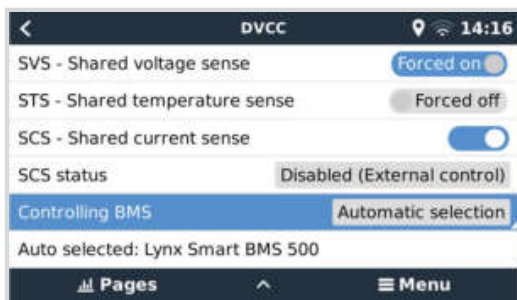 DVCC 14:16
SVS - Shared voltage sense Forced on
STS - Shared temperature sense Forced off
SCS - Shared current sense
SCS status Disabled (External control)
Controlling BMS Automatic selection
Auto selected: Lynx Smart BMS 500
Pages Menu